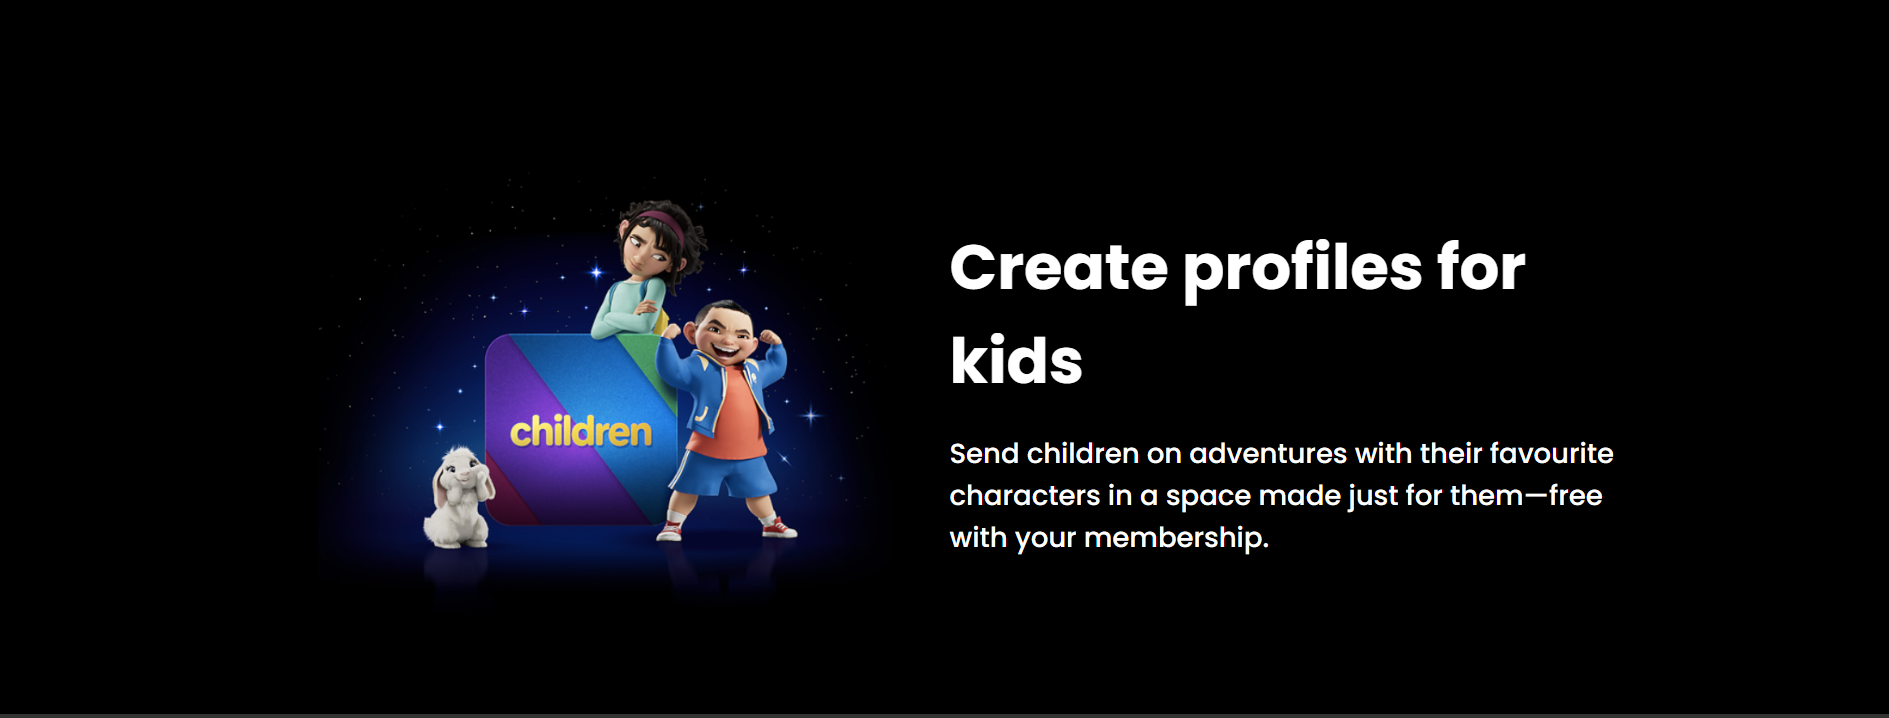 children
Create profiles for
kids
Send children on adventures with their favourite
characters in a space made just for them—free
with your membership.